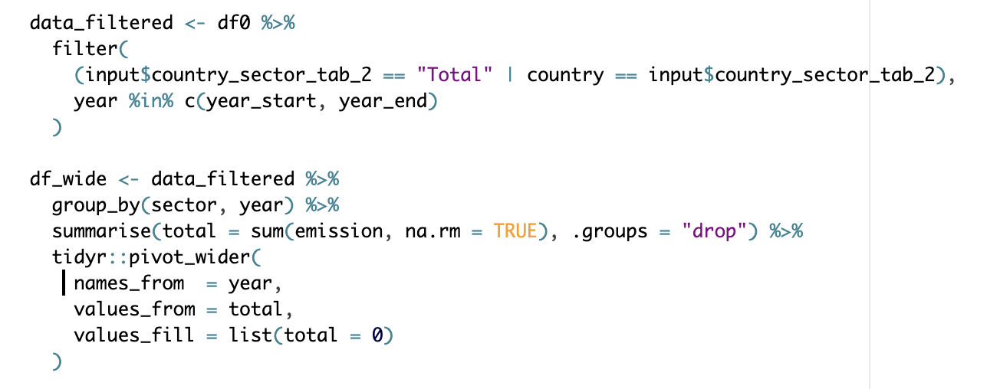 data_filtered <- df0 %>%
  filter(
    (input$country_sector_tab_2 == "Total" | country == input$country_sector_tab_2),
    year %in% c(year_start, year_end)
  )

df_wide <- data_filtered %>%
  group_by(sector, year) %>%
  summarise(total = sum(emission, na.rm = TRUE), .groups = "drop") %>%
  tidyr::pivot_wider(
    names_from  = year,
    values_from = total,
    values_fill = list(total = 0)
  )